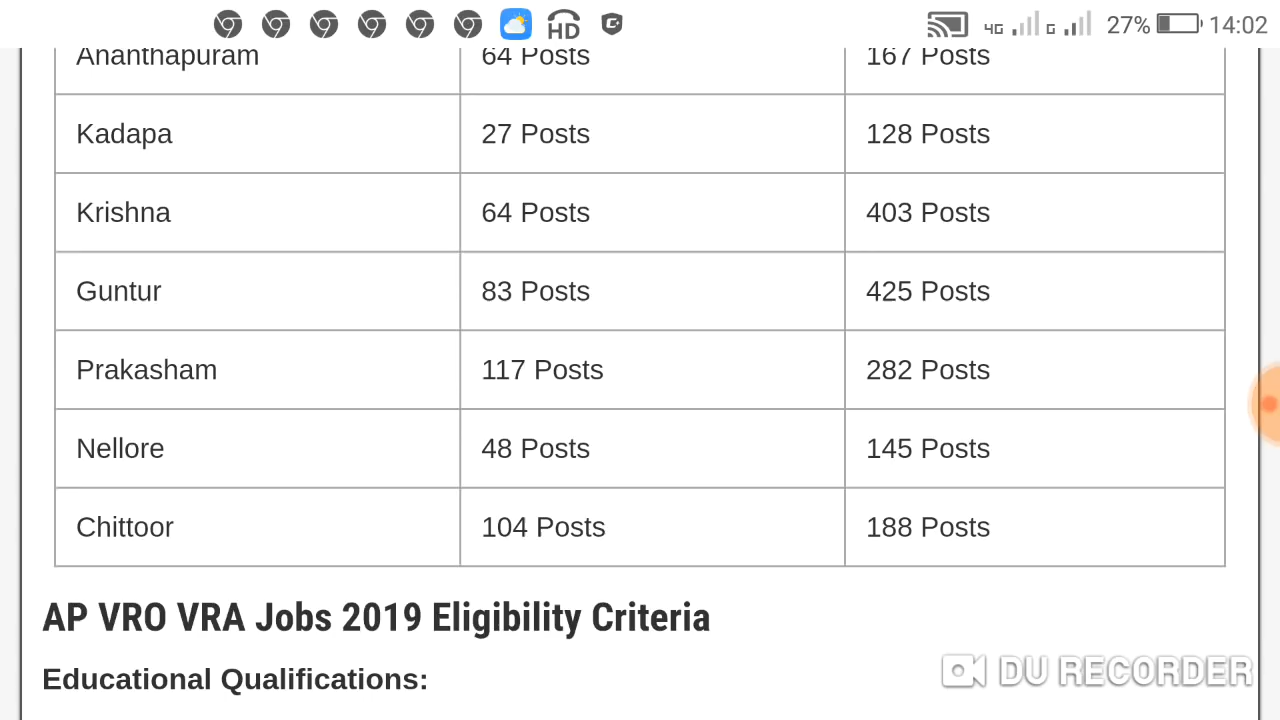 HD 4G G 27% 14:02
Ananthapuram 64 Posts 167 Posts
Kadapa 27 Posts 128 Posts
Krishna 64 Posts 403 Posts
Guntur 83 Posts 425 Posts
Prakasham 117 Posts 282 Posts
Nellore 48 Posts 145 Posts
Chittoor 104 Posts 188 Posts
AP VRO VRA Jobs 2019 Eligibility Criteria
Educational Qualifications:
DU RECORDER